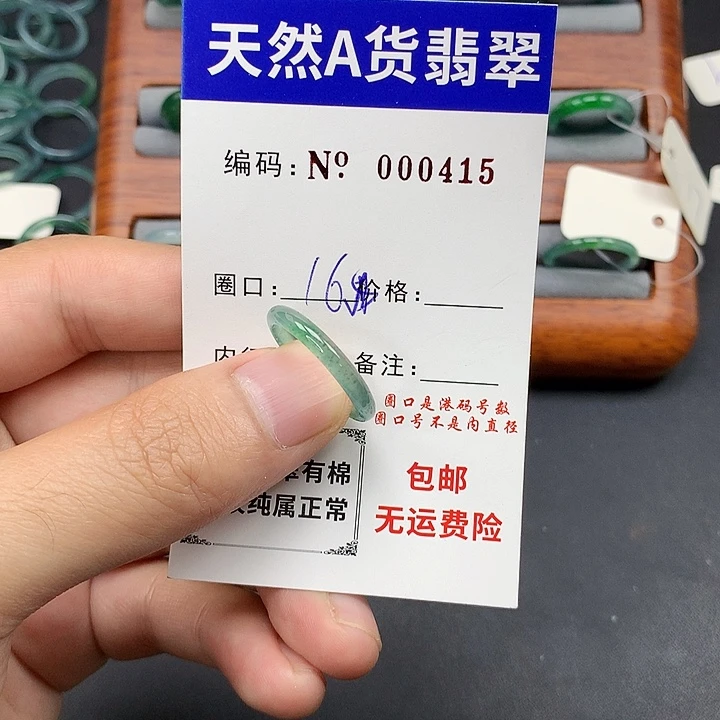 天然A货翡翠
编码: Nº 000415
圈口: 16 价格:
内 备注:
圈口是港码号数
圈口号不是内直径
有棉
纯属正常
包邮
无运费险